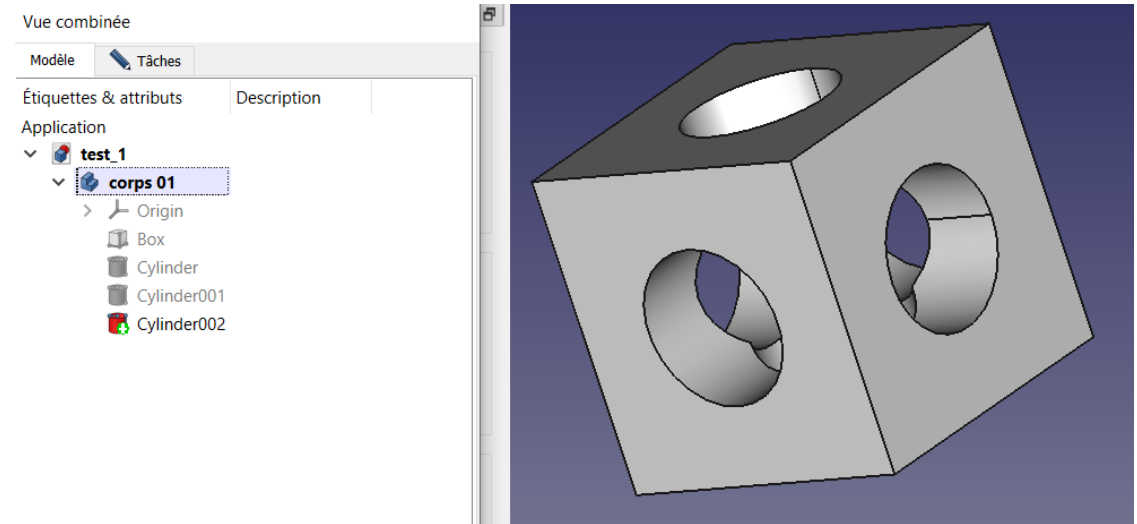 Vue combinée
Modèle Tâches
Étiquettes & attributs Description
Application
test_1
corps 01
Origin
Box
Cylinder
Cylinder001
Cylinder002